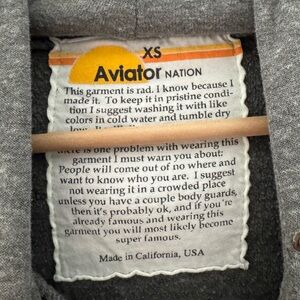 XS
Aviator NATION
This garment is rad. I know because I
made it. To keep it in pristine condi-
tion I suggest washing it with like
colors in cold water and tumble dry
there is one problem with wearing this
garment I must warn you about:
People will come out of no where and
want to know who you are. I suggest
not wearing it in a crowded place
unless you have a couple body guards,
then it's probably ok, and if you're
already famous and wearing this
garment you will most likely become
super famous.
Made in California, USA